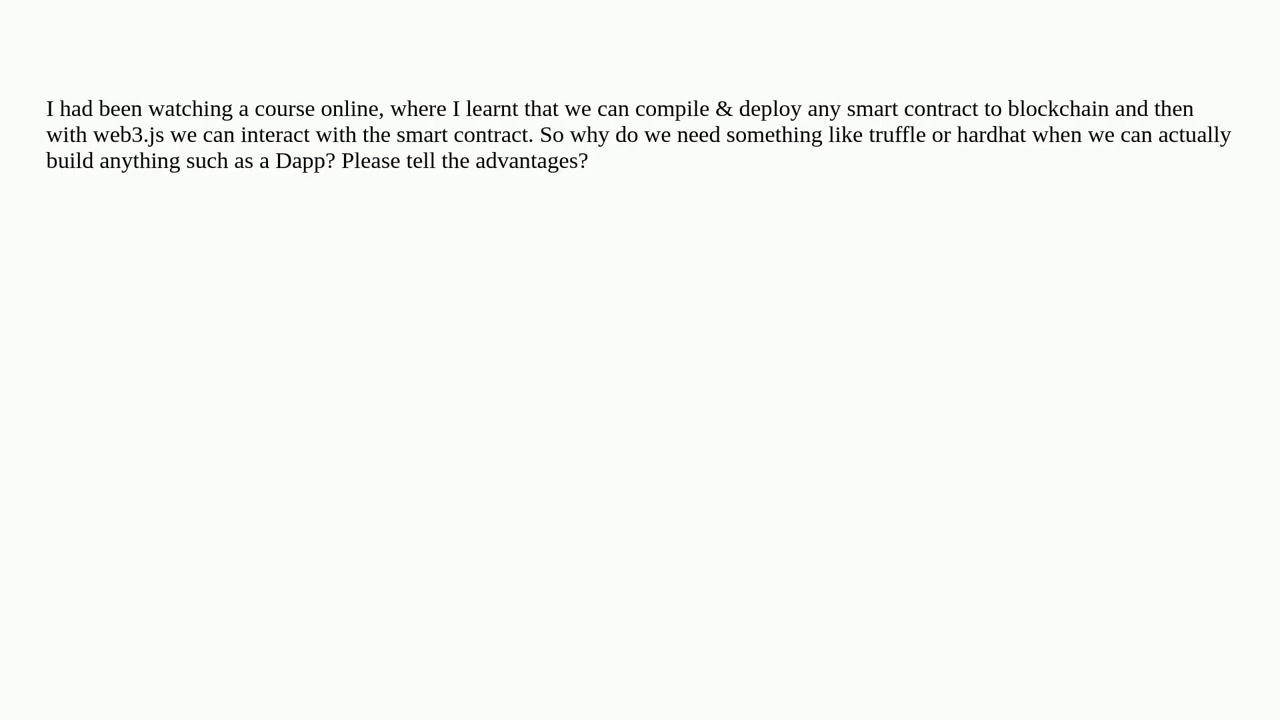 I had been watching a course online, where I learnt that we can compile & deploy any smart contract to blockchain and then
with web3.js we can interact with the smart contract. So why do we need something like truffle or hardhat when we can actually
build anything such as a Dapp? Please tell the advantages?